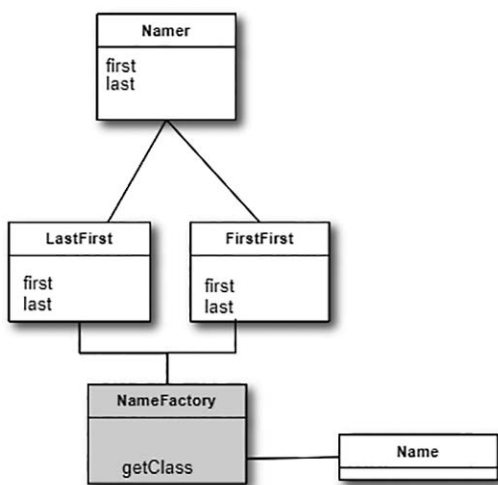 Namer
first
last
LastFirst
first
last
FirstFirst
first
last
NameFactory
getClass
Name